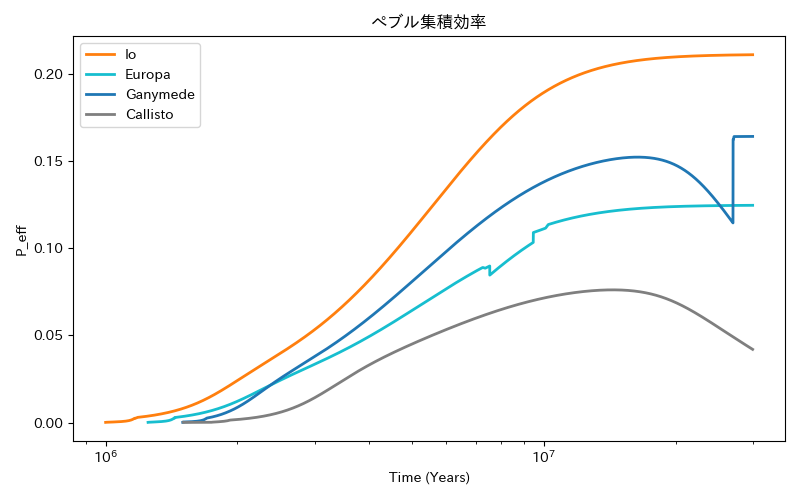 ペブル集積効率
Io
Europa
Ganymede
Callisto
P_eff
0.20
0.15
0.10
0.05
0.00
10⁶
10⁷
Time (Years)